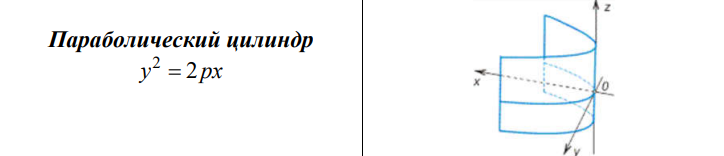 Параболический цилиндр
y² = 2px
z
x
0
y